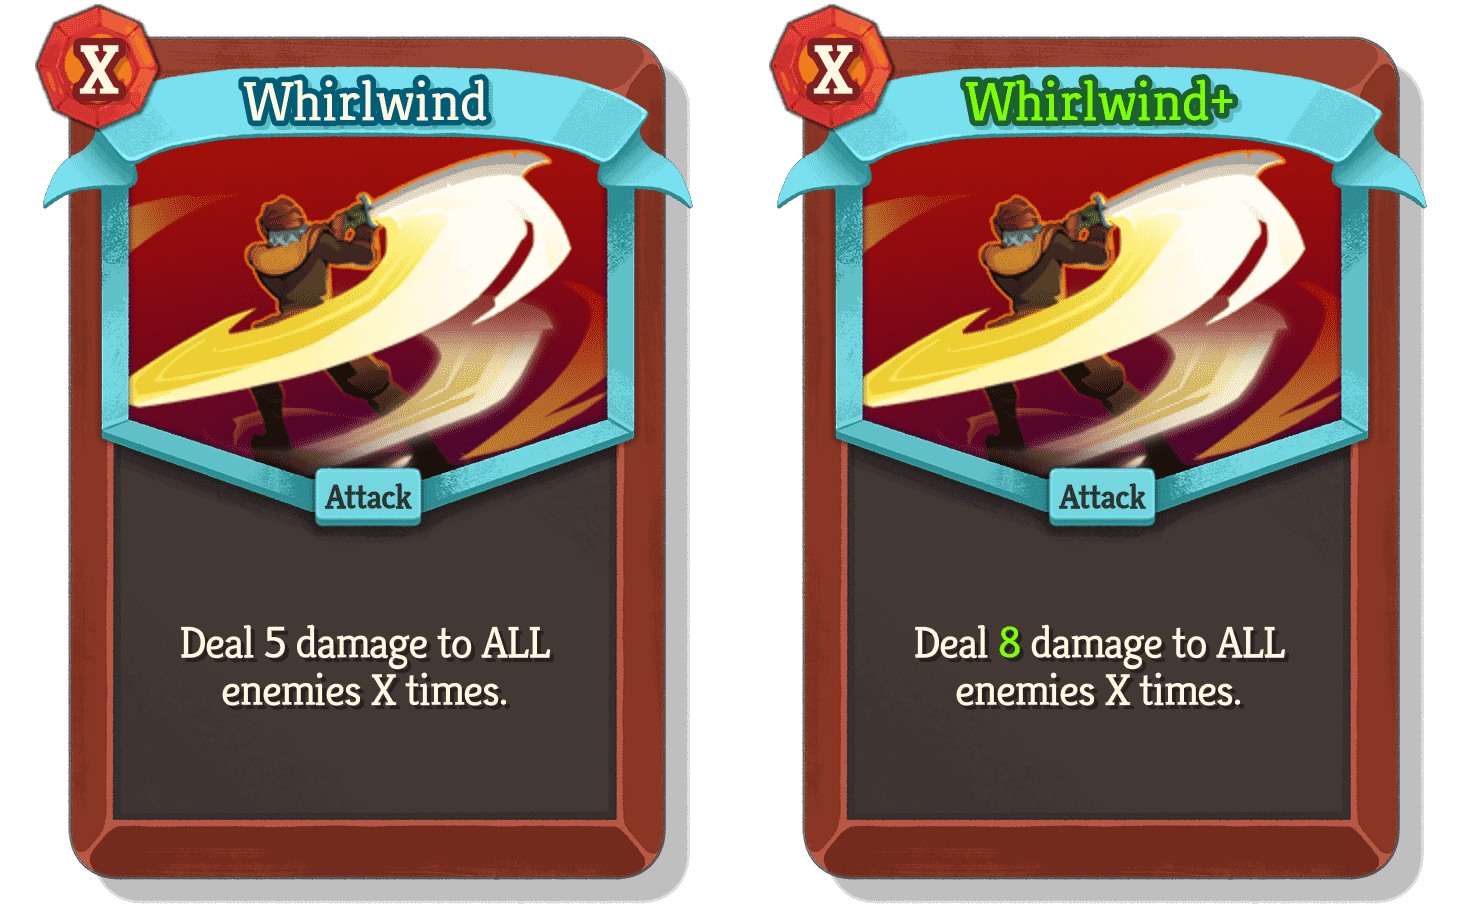 X
Whirlwind
Attack
Deal 5 damage to ALL
enemies X times.
X
Whirlwind+
Attack
Deal 8 damage to ALL
enemies X times.